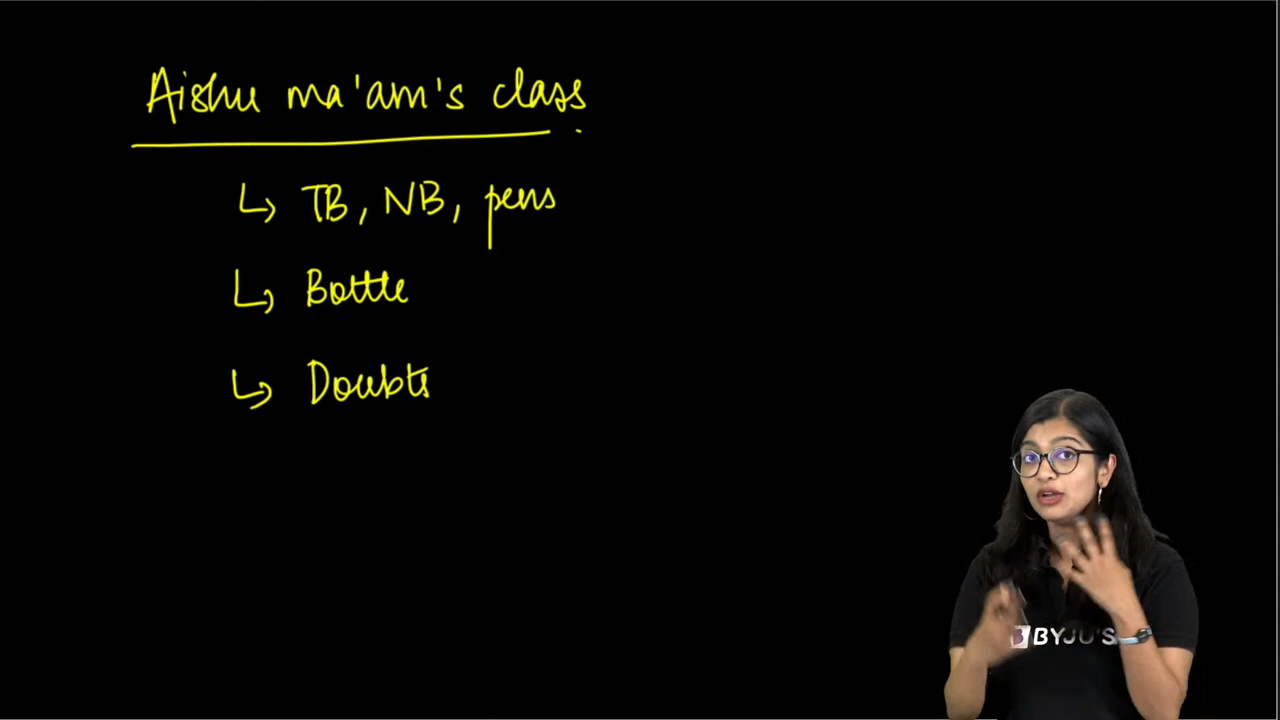 Aishu ma'am's class
↳ TB, NB, pens
↳ Bottle
↳ Doubts
BYJU'S